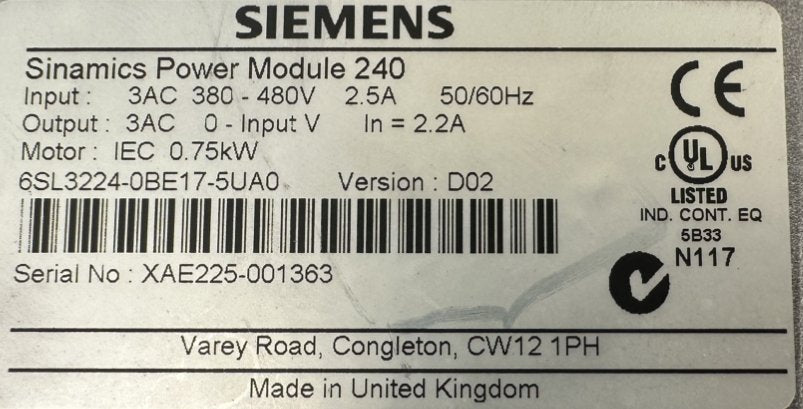 SIEMENS
Sinamics Power Module 240
Input : 3AC 380 - 480V 2.5A 50/60Hz
Output : 3AC 0 - Input V In = 2.2A
Motor : IEC 0.75kW
6SL3224-0BE17-5UA0 Version : D02
Serial No : XAE225-001363
CE
C UL US
LISTED
IND. CONT. EQ
5B33
N117
Varey Road, Congleton, CW12 1PH
Made in United Kingdom